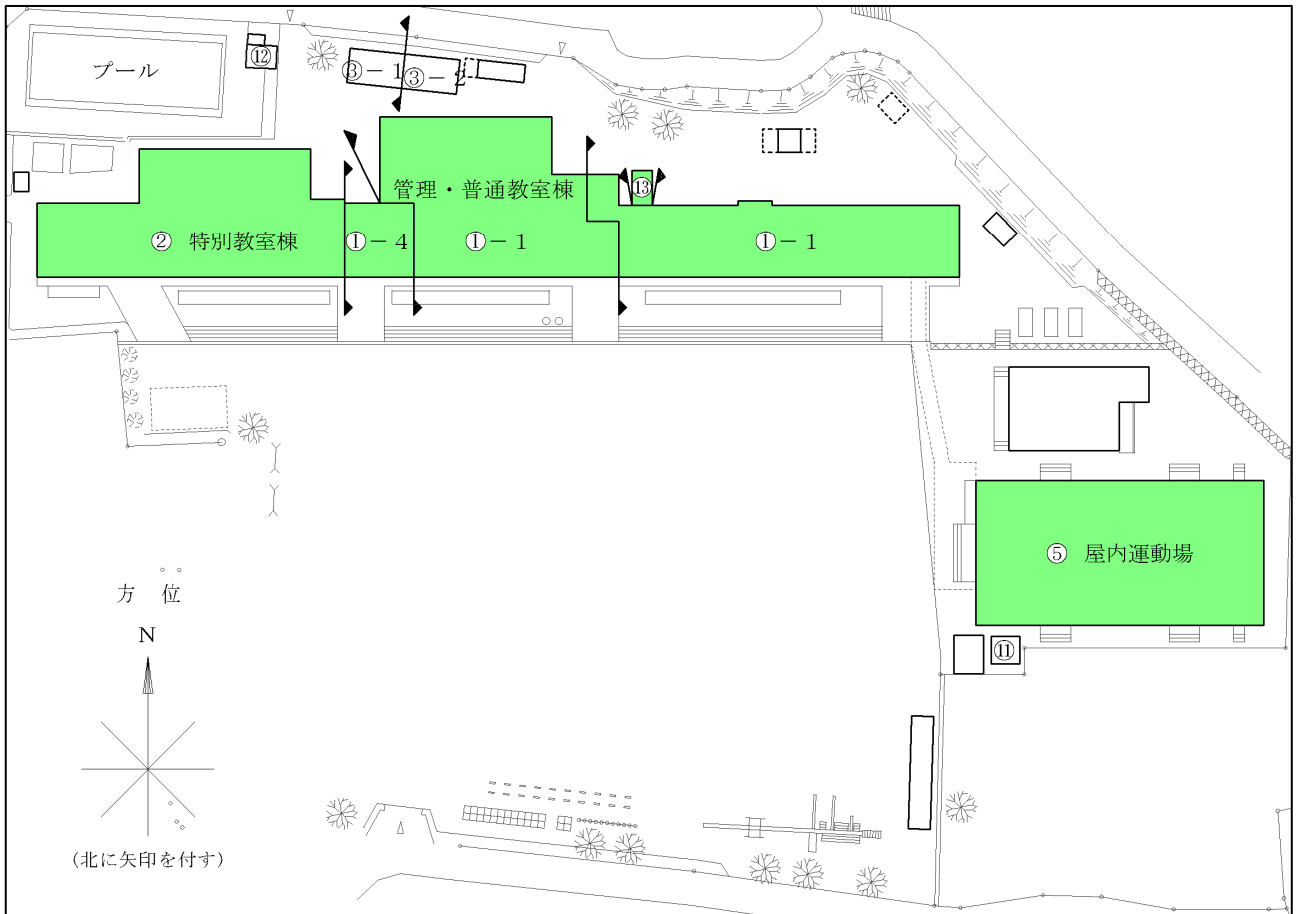 プール
⑫
③－１
③－２
⑬
管理・普通教室棟
② 特別教室棟
①－４
①－１
①－１
⑤ 屋内運動場
方 位
N
⑪
(北に矢印を付す)